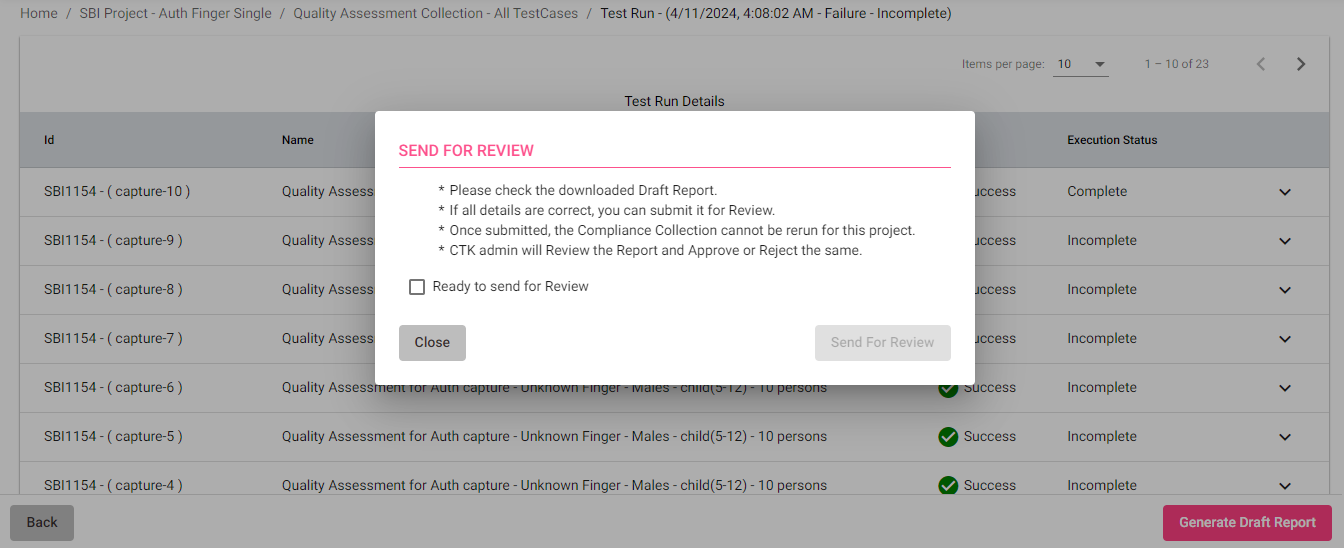 Home / SBI Project - Auth Finger Single / Quality Assessment Collection - All TestCases / Test Run - (4/11/2024, 4:08:02 AM - Failure - Incomplete)
Items per page: 10 1 – 10 of 23
Test Run Details
Id Name Execution Status
SBI1154 - ( capture-10 ) Quality Complete
SBI1154 - ( capture-9 ) Quality Incomplete
SBI1154 - ( capture-8 ) Quality Incomplete
SBI1154 - ( capture-7 ) Quality Incomplete
SBI1154 - ( capture-6 ) Quality Assessment for Auth capture - Unknown Finger - Males - child(5-12) - 10 persons Success Incomplete
SBI1154 - ( capture-5 ) Quality Assessment for Auth capture - Unknown Finger - Males - child(5-12) - 10 persons Success Incomplete
SBI1154 - ( capture-4 ) Quality Assessment for Auth capture - Unknown Finger - Males - child(5-12) - 10 persons Success Incomplete
SEND FOR REVIEW
* Please check the downloaded Draft Report.
* If all details are correct, you can submit it for Review.
* Once submitted, the Compliance Collection cannot be rerun for this project.
* CTK admin will Review the Report and Approve or Reject the same.
Ready to send for Review
Close Send For Review
Back Generate Draft Report